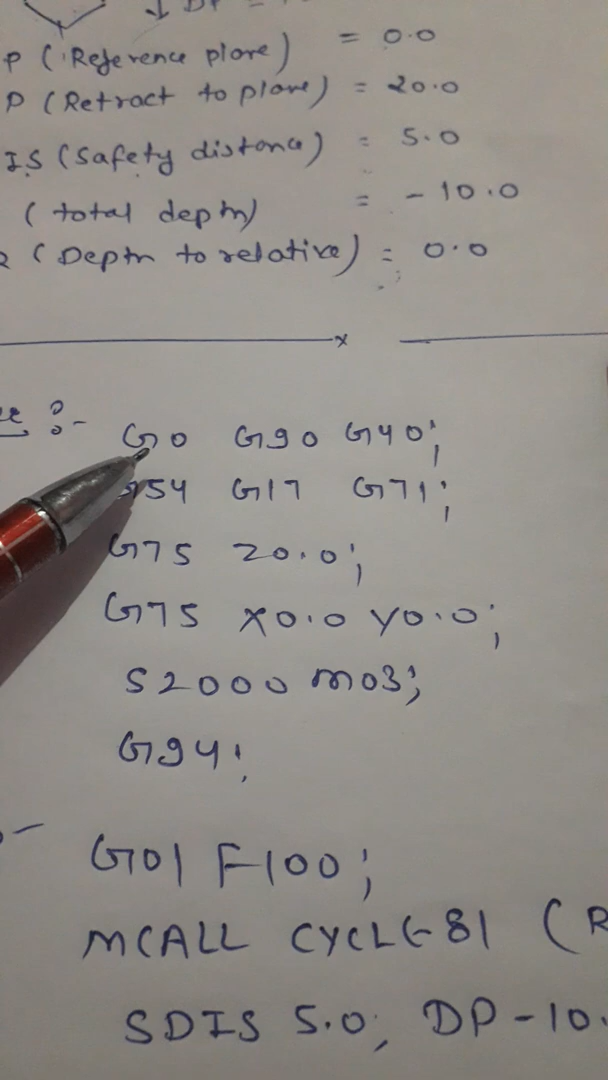 P (Reference plane) = 0.0
P (Retract to plane) = 20.0
IS (Safety distance) = 5.0
(total depth) = -10.0
R (Depth to relative) = 0.0
x
:-
G0 G90 G40;
G54 G17 G71;
G75 Z0.0;
G75 X0.0 Y0.0;
S2000 M03;
G94;
G01 F100;
MCALL CYCLE81 (R
SDIS 5.0, DP-10.